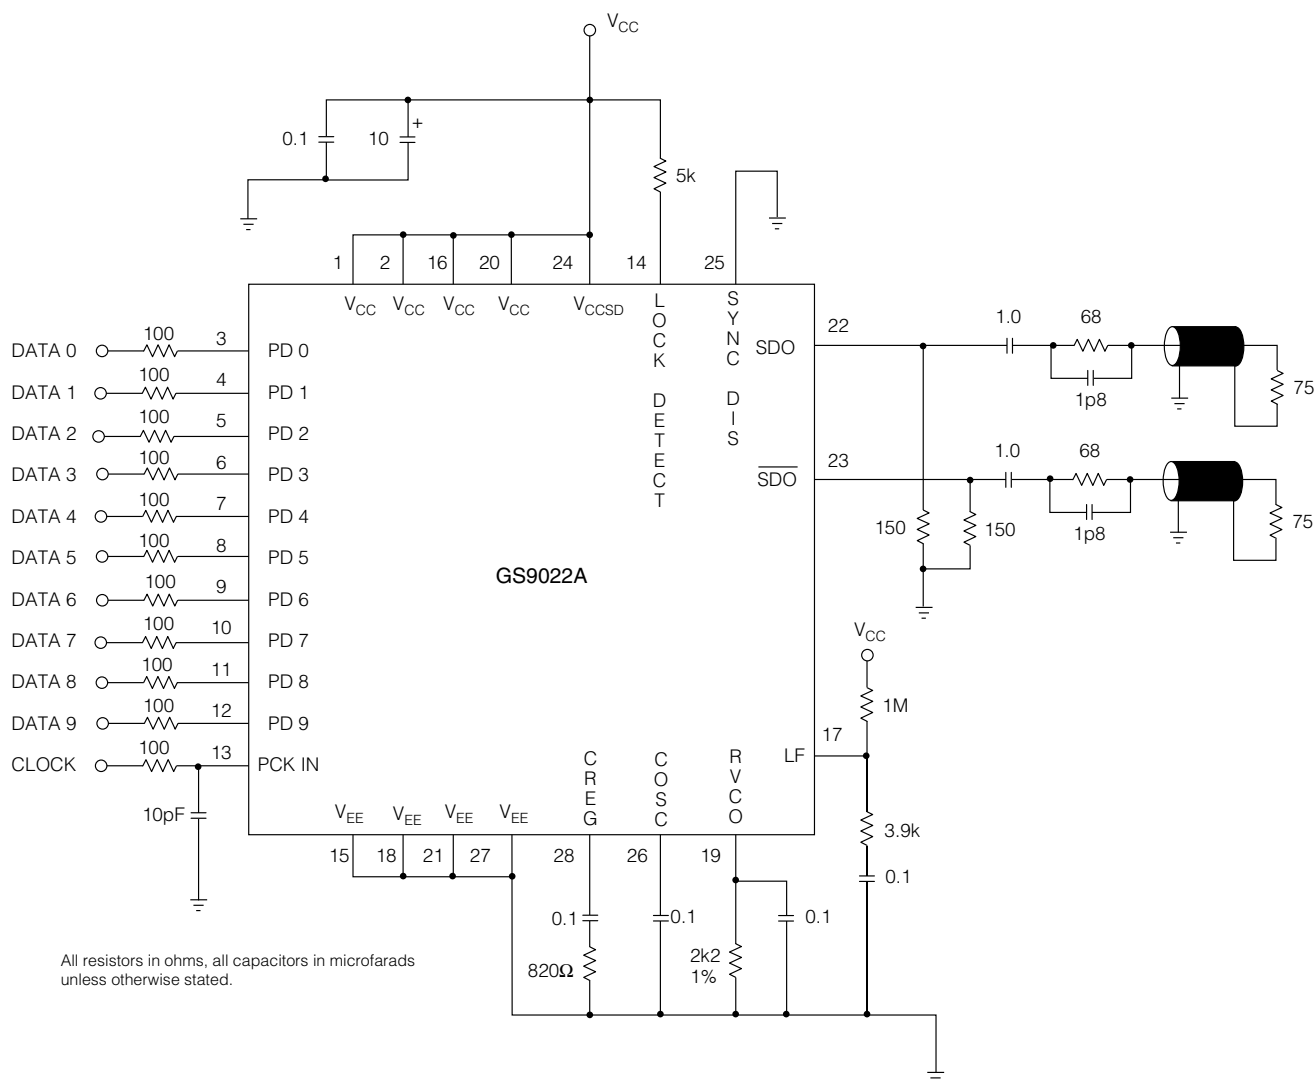 VCC
0.1
10
+
5k
1
2
16
20
24
14
25
VCC
VCC
VCC
VCC
VCCSD
LOCK DETECT
SYNC DIS
DATA 0
100
3
PD 0
DATA 1
100
4
PD 1
DATA 2
100
5
PD 2
DATA 3
100
6
PD 3
DATA 4
100
7
PD 4
DATA 5
100
8
PD 5
DATA 6
100
9
PD 6
DATA 7
100
10
PD 7
DATA 8
100
11
PD 8
DATA 9
100
12
PD 9
CLOCK
100
13
PCK IN
10pF
SDO
22
1.0
68
1p8
75
SDO
23
1.0
68
1p8
75
150
150
GS9022A
VCC
1M
LF
17
3.9k
0.1
VEE
VEE
VEE
VEE
CREG
COSC
RVCO
15
18
21
27
28
26
19
0.1
820Ω
0.1
2k2
1%
0.1
All resistors in ohms, all capacitors in microfarads
unless otherwise stated.